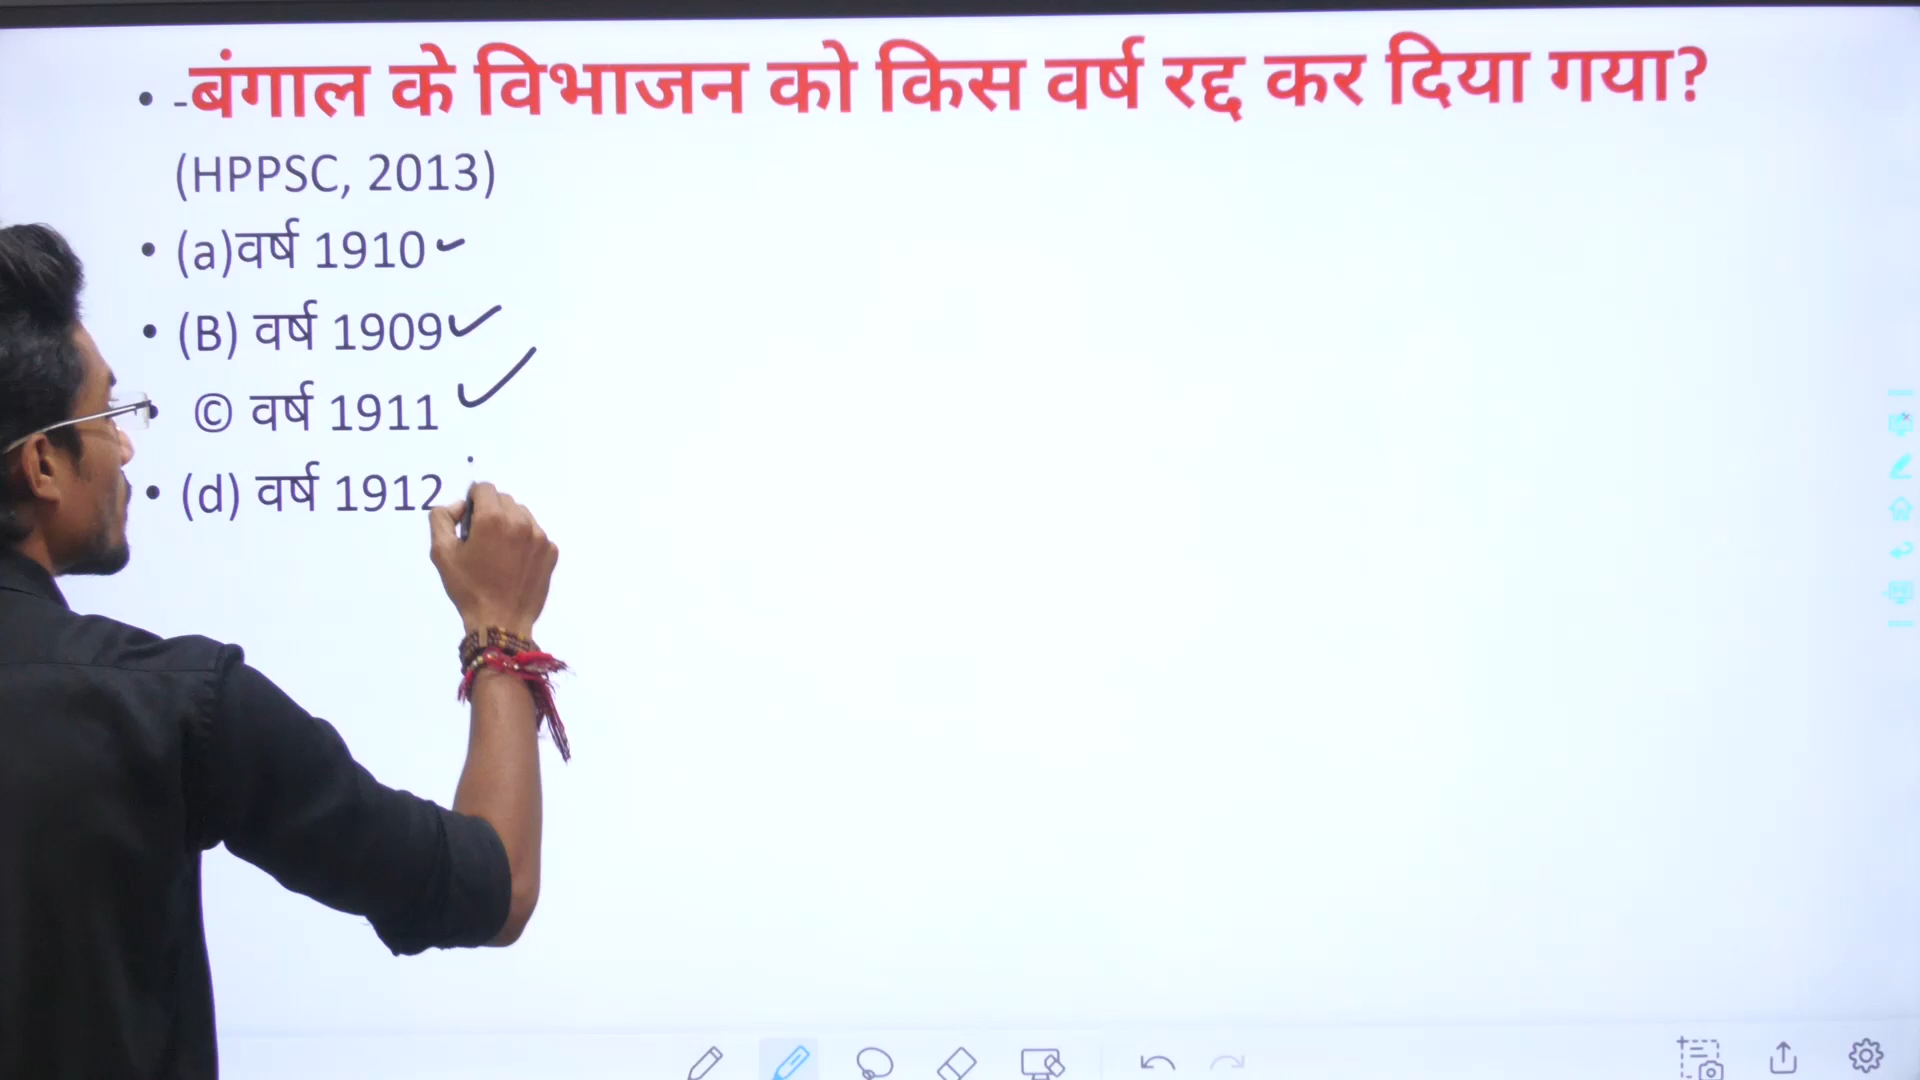 • -बंगाल के विभाजन को किस वर्ष रद्द कर दिया गया?
(HPPSC, 2013)
• (a)वर्ष 1910
• (B) वर्ष 1909
• © वर्ष 1911
• (d) वर्ष 1912